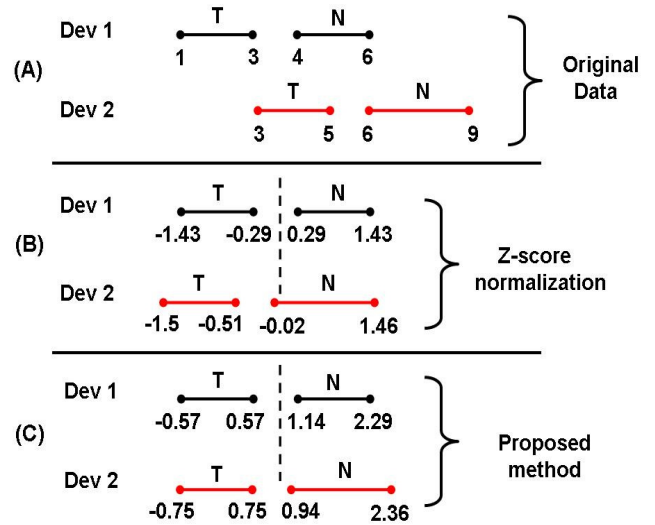 T N
Dev 1
1 3 4 6
(A)
Original
Data
T N
Dev 2
3 5 6 9
T N
Dev 1
-1.43 -0.29 0.29 1.43
(B)
Z-score
normalization
T N
Dev 2
-1.5 -0.51 -0.02 1.46
T N
Dev 1
-0.57 0.57 1.14 2.29
(C)
Proposed
method
T N
Dev 2
-0.75 0.75 0.94 2.36